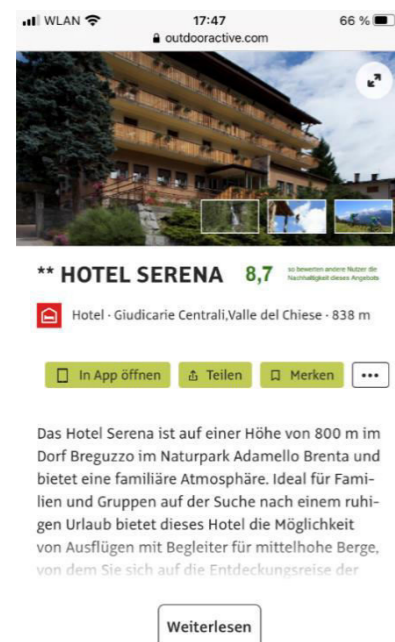 WLAN 17:47 66 %
outdooractive.com
** HOTEL SERENA 8,7 so bewerten andere Nutzer die
Nachhaltigkeit dieses Angebots
Hotel · Giudicarie Centrali,Valle del Chiese · 838 m
In App öffnen Teilen Merken •••
Das Hotel Serena ist auf einer Höhe von 800 m im
Dorf Breguzzo im Naturpark Adamello Brenta und
bietet eine familiäre Atmosphäre. Ideal für Fami-
lien und Gruppen auf der Suche nach einem ruhi-
gen Urlaub bietet dieses Hotel die Möglichkeit
von Ausflügen mit Begleiter für mittelhohe Berge,
von dem Sie sich auf die Entdeckungsreise der
Weiterlesen